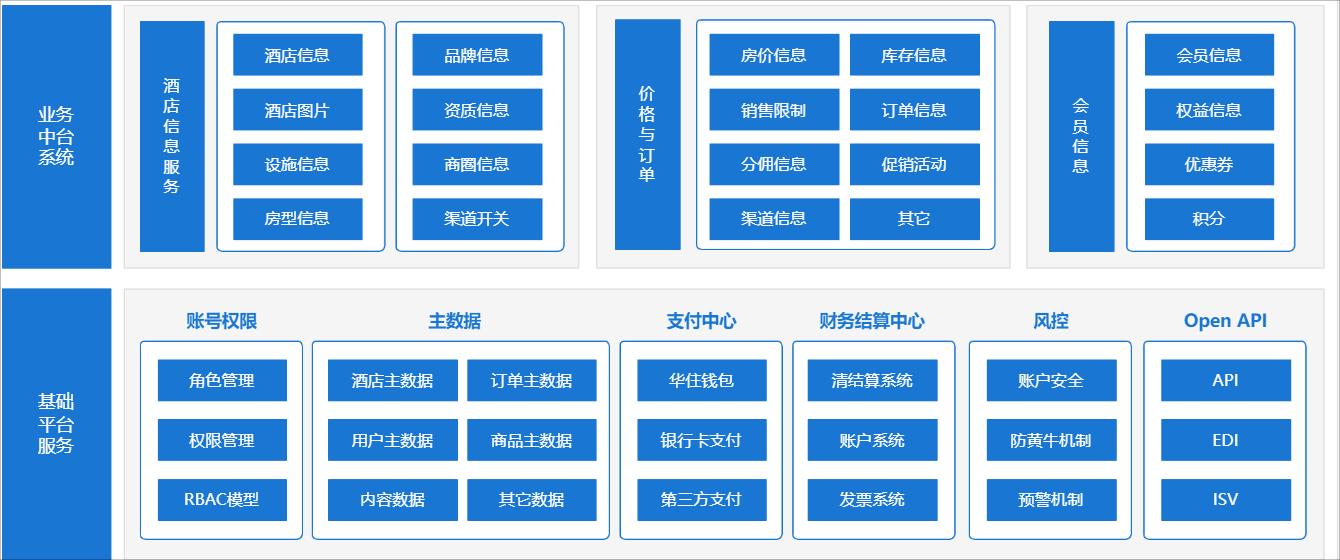 业务
中台
系统
酒店信息服务
酒店信息
品牌信息
酒店图片
资质信息
设施信息
商圈信息
房型信息
渠道开关
价格与订单
房价信息
库存信息
销售限制
订单信息
分佣信息
促销活动
渠道信息
其它
会员信息
会员信息
权益信息
优惠券
积分
基础
平台
服务
账号权限
角色管理
权限管理
RBAC模型
主数据
酒店主数据
订单主数据
用户主数据
商品主数据
内容数据
其它数据
支付中心
华住钱包
银行卡支付
第三方支付
财务结算中心
清结算系统
账户系统
发票系统
风控
账户安全
防黄牛机制
预警机制
Open API
API
EDI
ISV